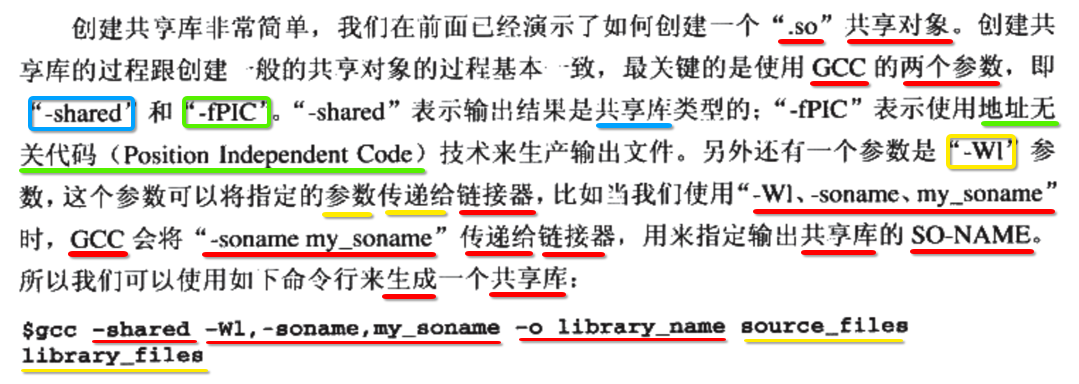 创建共享库非常简单，我们在前面已经演示了如何创建一个“.so”共享对象。创建共
享库的过程跟创建一般的共享对象的过程基本一致，最关键的是使用 GCC 的两个参数，即
“-shared”和“-fPIC”。“-shared”表示输出结果是共享库类型的；“-fPIC”表示使用地址无
关代码（Position Independent Code）技术来生产输出文件。另外还有一个参数是“-Wl”参
数，这个参数可以将指定的参数传递给链接器，比如当我们使用“-Wl、-soname、my_soname”
时，GCC 会将“-soname my_soname”传递给链接器，用来指定输出共享库的 SO-NAME。
所以我们可以使用如下命令行来生成一个共享库：
$gcc -shared -Wl,-soname,my_soname -o library_name source_files
library_files